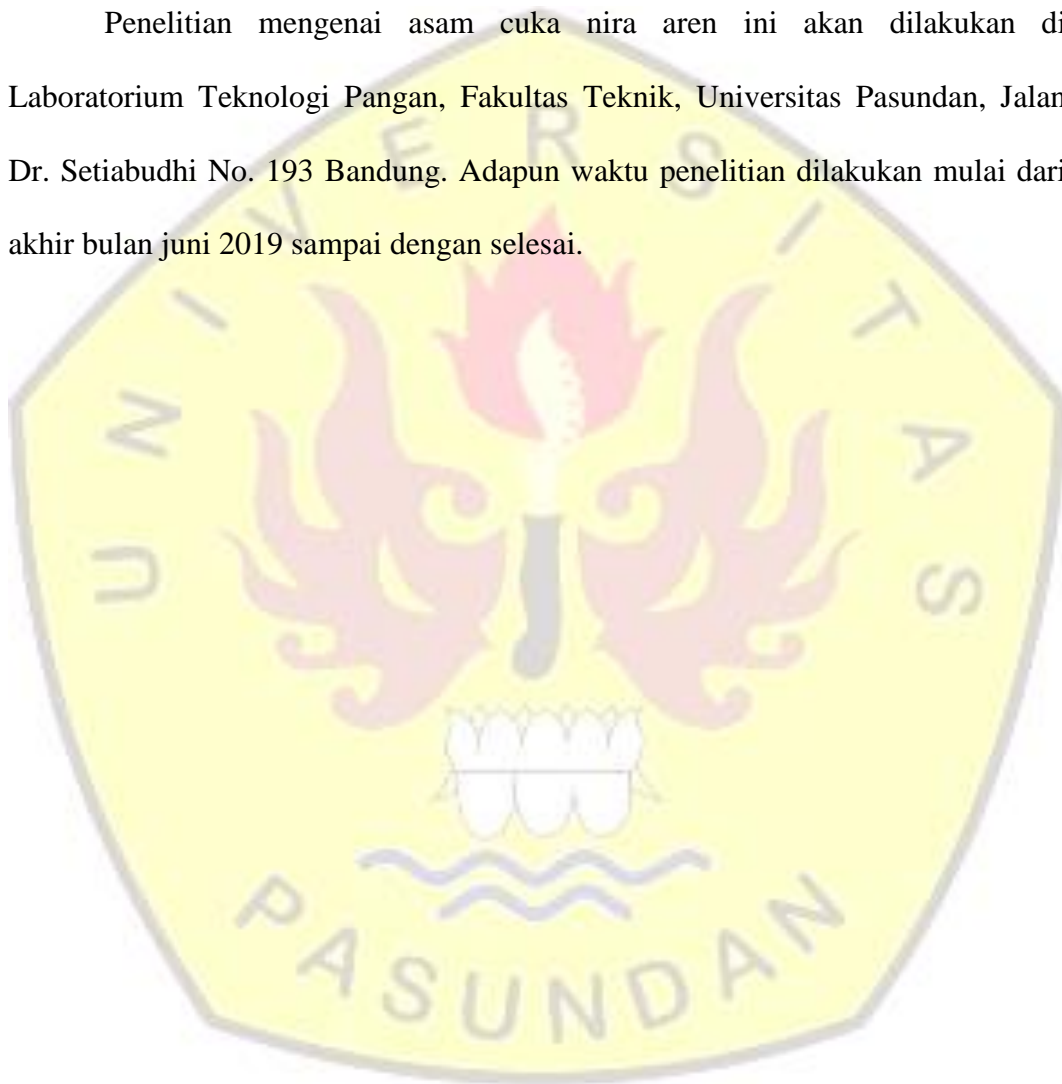 Penelitian mengenai asam cuka nira aren ini akan dilakukan di
Laboratorium Teknologi Pangan, Fakultas Teknik, Universitas Pasundan, Jalan
Dr. Setiabudhi No. 193 Bandung. Adapun waktu penelitian dilakukan mulai dari
akhir bulan juni 2019 sampai dengan selesai.
UNIVERSITAS
PASUNDAN